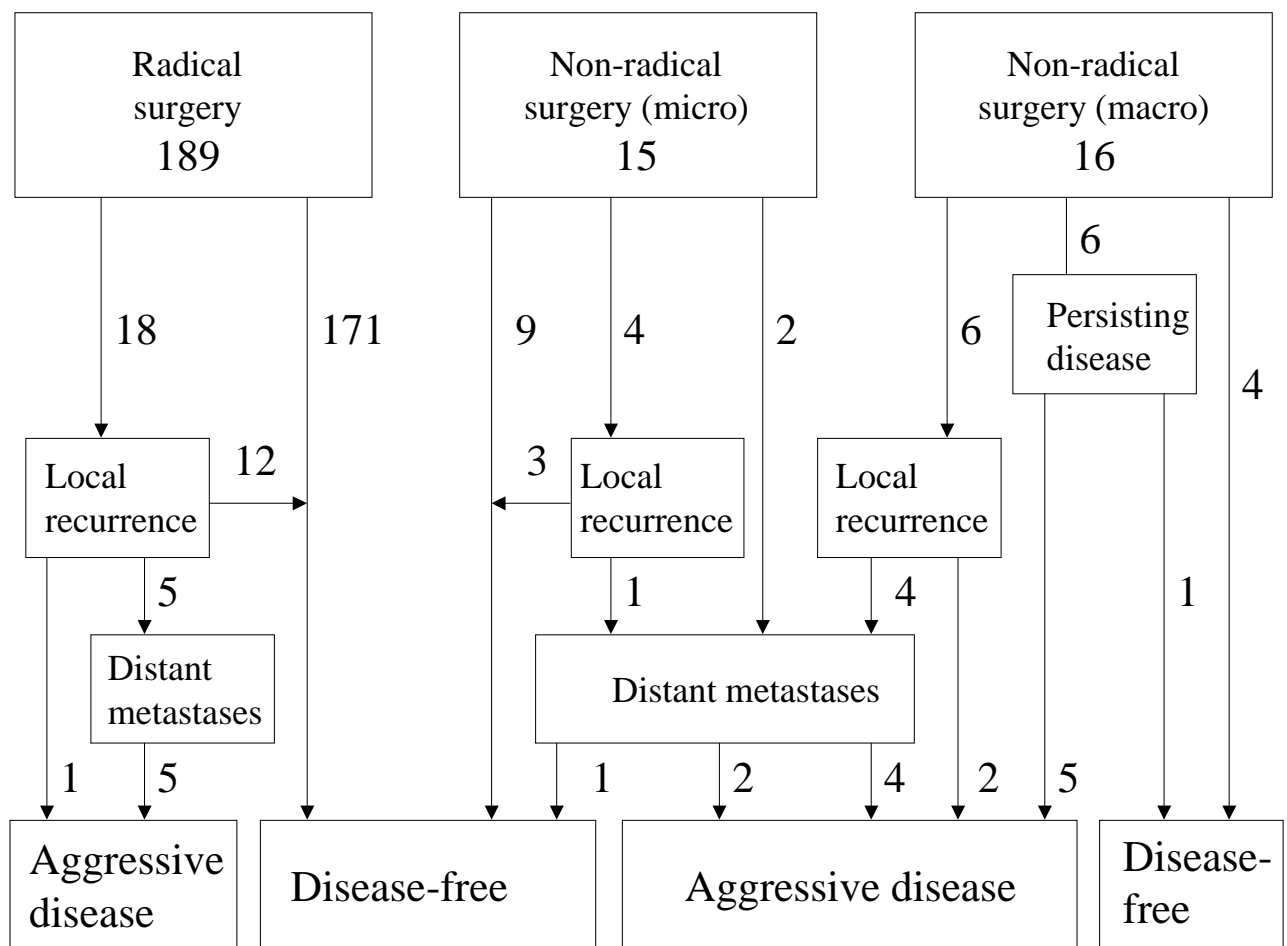 Radical
surgery
189
Non-radical
surgery (micro)
15
Non-radical
surgery (macro)
16
6
18
171
9
4
2
6
Persisting
disease
4
Local
recurrence
12
3
Local
recurrence
Local
recurrence
5
1
4
1
Distant
metastases
Distant metastases
1
5
1
2
4
2
5
Aggressive
disease
Disease-free
Aggressive disease
Disease-
free